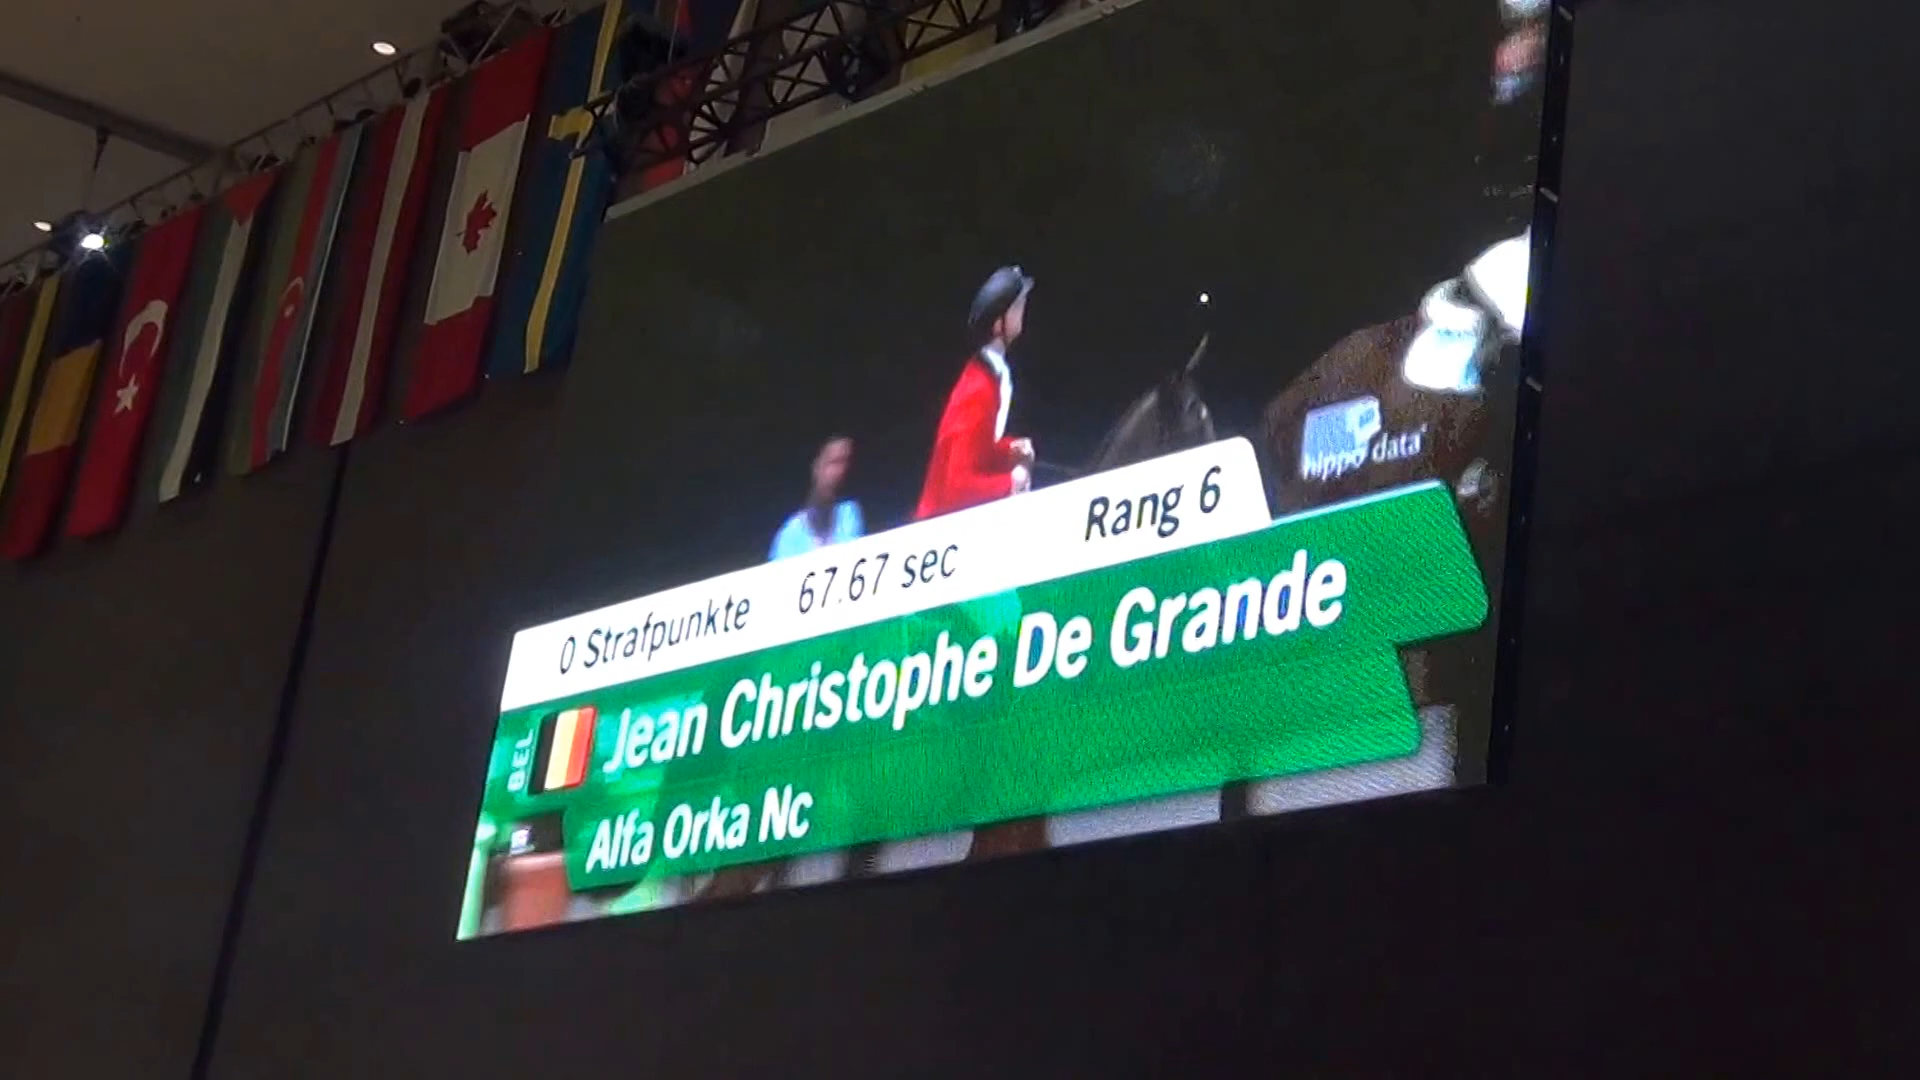 0 Strafpunkte 67.67 sec Rang 6
BEL Jean Christophe De Grande
Alfa Orka Nc
hippo data